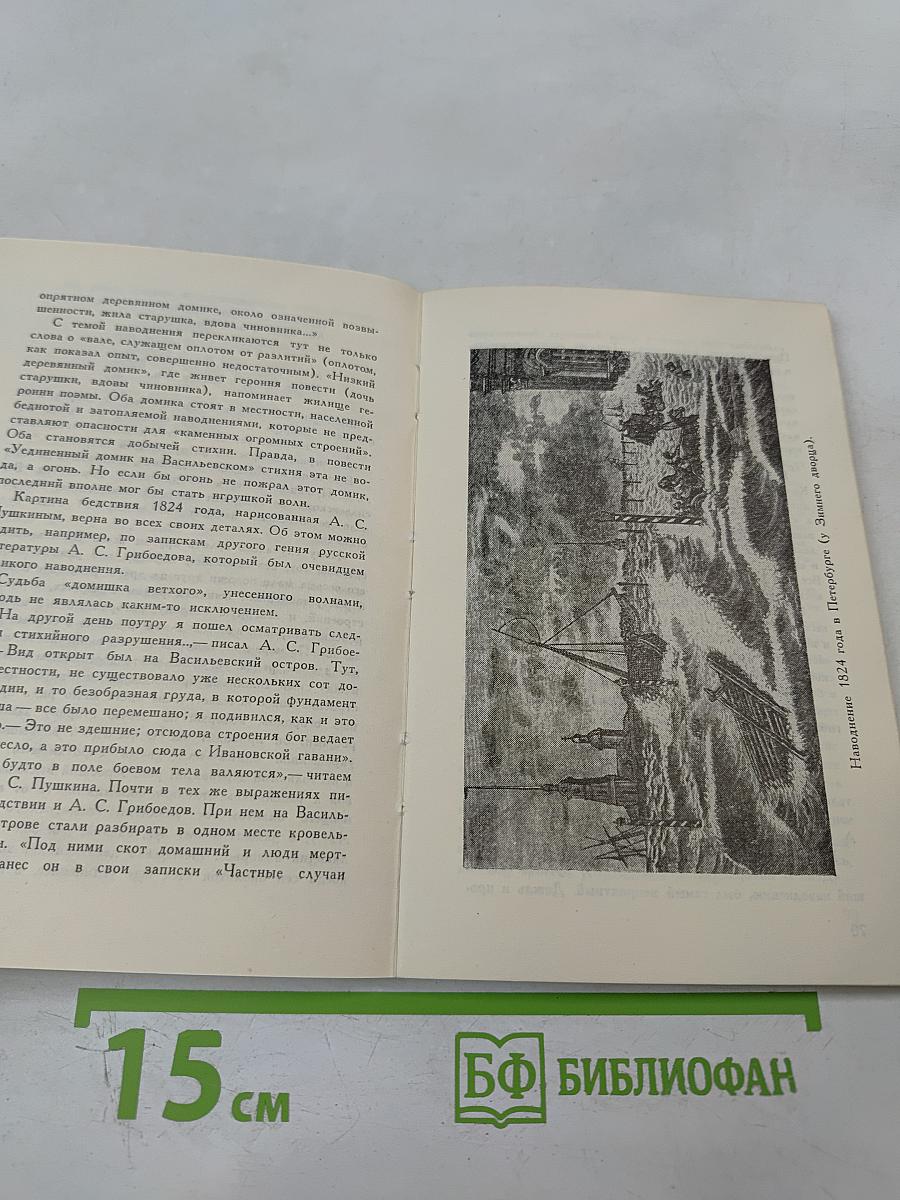 опрятном деревянном домике, около означенной возвы-
шенности, жила старушка, вдова чиновника...»
С темой наводнения перекликаются тут не только
слова о «вале, служащем оплотом от разлитий» (оплотом,
как показал опыт, совершенно недостаточным). «Низкий
деревянный домик», где живет героиня повести (дочь
старушки, вдовы чиновника), напоминает жилище ге-
роини поэмы. Оба домика стоят в местности, населенной
беднотой и затопляемой наводнениями, которые не пред-
ставляют опасности для «каменных огромных строений».
Оба становятся добычей стихии. Правда, в повести
«Уединенный домик на Васильевском» стихия эта не во-
да, а огонь. Но если бы огонь не пожрал этот домик,
последний вполне мог бы стать игрушкой волн.
Картина бедствия 1824 года, нарисованная А. С.
Пушкиным, верна во всех своих деталях. Об этом можно
дить, например, по запискам другого гения русской
тературы А. С. Грибоедова, который был очевидцем
икого наводнения.
Судьба «домишка ветхого», унесенного волнами,
юдь не являлась каким-то исключением.
«На другой день поутру я пошел осматривать след-
и стихийного разрушения..,— писал А. С. Грибое-
— Вид открыт был на Васильевский остров. Тут,
естности, не существовало уже нескольких сот до-
дин, и то безобразная груда, в которой фундамент
ша — все было перемешано; я подивился, как и это
о.— Это не здешние; отсюдова строения бог ведает
есло, а это прибыло сюда с Ивановской гавани».
будто в поле боевом тела валяются»,— читаем
С. Пушкина. Почти в тех же выражениях пи-
дствии и А. С. Грибоедов. При нем на Василь-
трове стали разбирать в одном месте кровель-
и. «Под ними скот домашний и люди мерт-
анес он в свои записки «Частные случаи
Наводнение 1824 года в Петербурге (у Зимнего дворца).
15 см
БФ БИБЛИОФАН